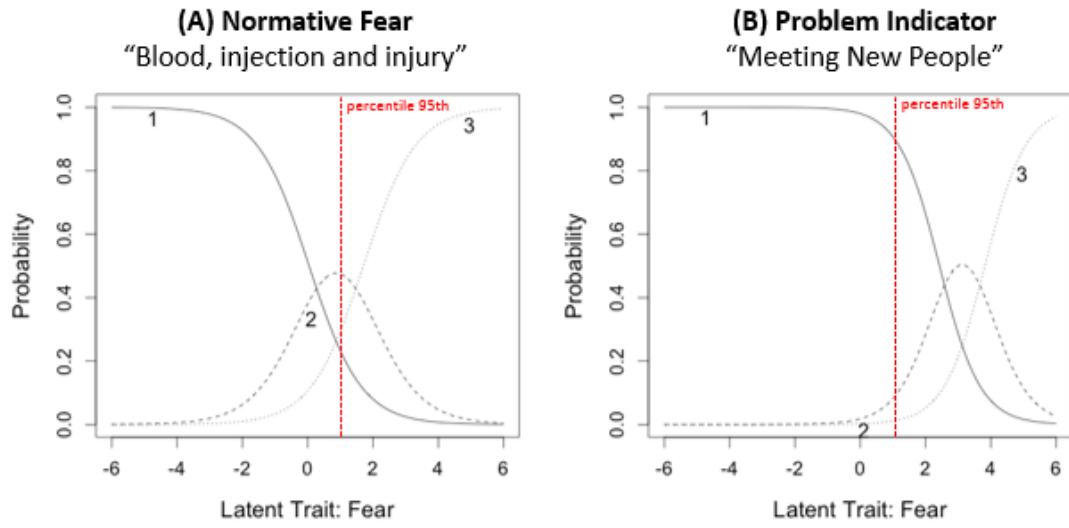 (A) Normative Fear
“Blood, injection and injury”
percentile 95th
1
2
3
Probability
0.0
0.2
0.4
0.6
0.8
1.0
-6 -4 -2 0 2 4 6
Latent Trait: Fear
(B) Problem Indicator
“Meeting New People”
percentile 95th
1
2
3
Probability
0.0
0.2
0.4
0.6
0.8
1.0
-6 -4 -2 0 2 4 6
Latent Trait: Fear